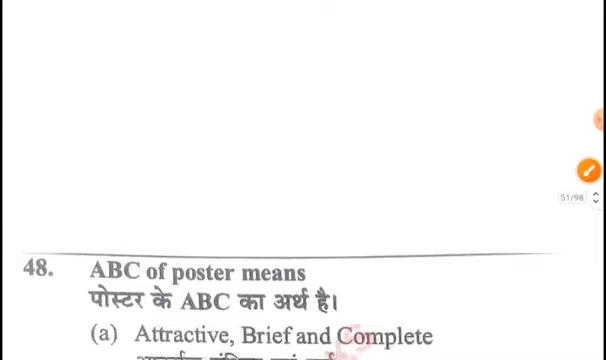 51/98
48. ABC of poster means
पोस्टर के ABC का अर्थ है।
(a) Attractive, Brief and Complete